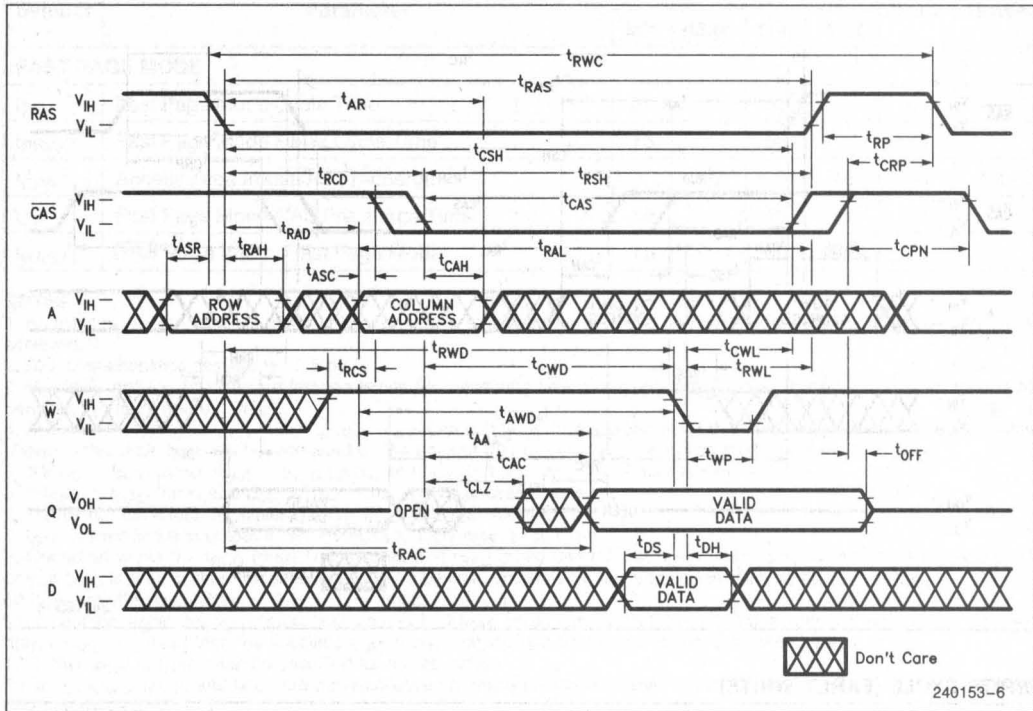 tRWC
tRAS
tAR
RAS
VIH
VIL
tRP
tCSH
tCRP
tRCD
tRSH
CAS
VIH
VIL
tCAS
tRAD
tASR
tRAH
tRAL
tCPN
tASC
tCAH
A
VIH
VIL
ROW
ADDRESS
COLUMN
ADDRESS
tRWD
tCWL
tRCS
tCWD
tRWL
W
VIH
VIL
tAWD
tAA
tWP
tOFF
tCAC
tCLZ
Q
VOH
VOL
OPEN
VALID
DATA
tRAC
tDS
tDH
D
VIH
VIL
VALID
DATA
Don't Care
240153-6